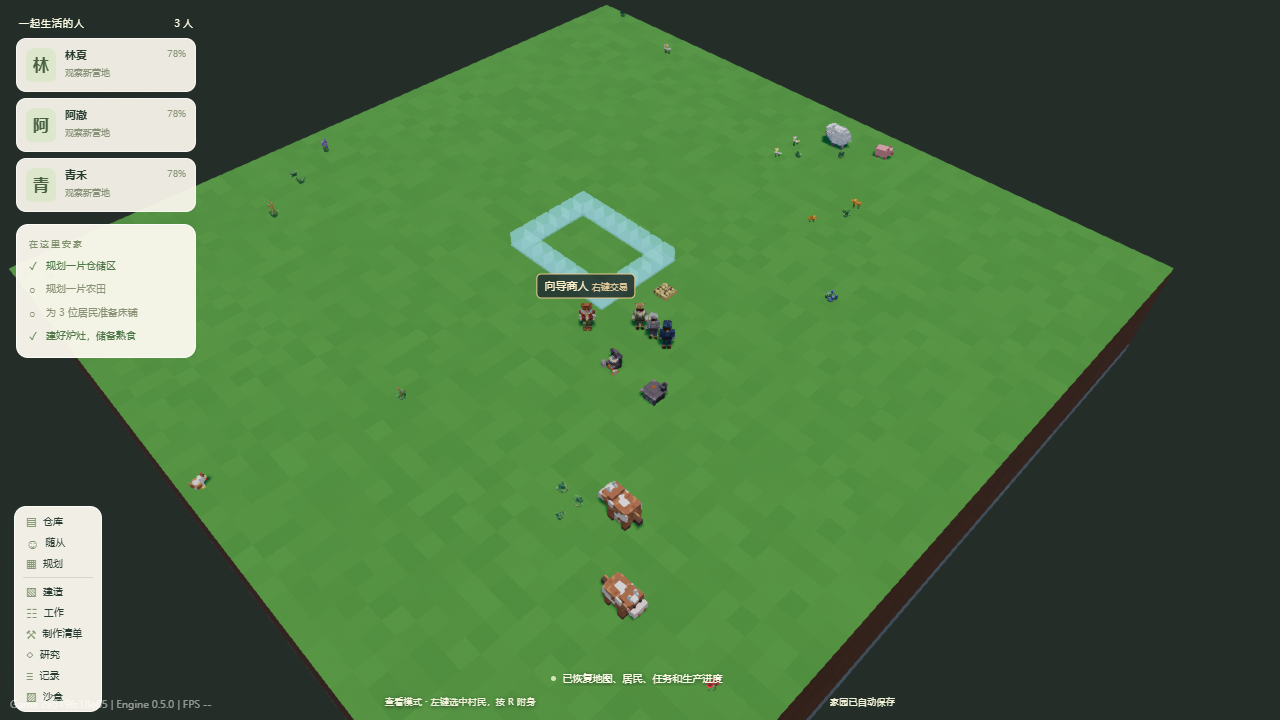 一起生活的人
3 人
林
林夏
78%
观察新营地
阿
阿澈
78%
观察新营地
青
青禾
78%
观察新营地
在这里安家
✓ 规划一片仓储区
○ 规划一片农田
○ 为 3 位居民准备床铺
✓ 建好炉灶，储备熟食
向导商人 右键交易
仓库
随从
规划
建造
工作
制作清单
研究
记录
沙盒
| Engine 0.5.0 | FPS --
已恢复地图、居民、任务和生产进度
查看模式 · 左键选中村民，按 R 附身
家园已自动保存